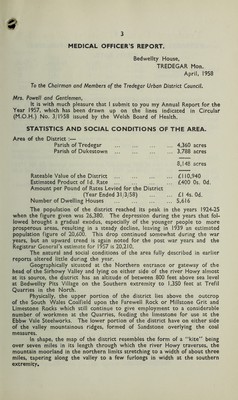 3
MEDICAL OFFICER'S REPORT.
Bedwellty House,
TREDEGAR Mon.
April, 1958
To the Chairman and Members of the Tredegar Urban District Council.
Mrs. Powell and Gentlemen,
It is with much pleasure that I submit to you my Annual Report for the
Year 1957, which has been drawn up on the lines indicated in Circular
(M.O.H.) No. 3/1958 issued by the Welsh Board of Health.
STATISTICS AND SOCIAL CONDITIONS OF THE AREA.
Area of the District :—
Parish of Tredegar ... ... ... ... 4,360 acres
Parish of Dukestown ... ... ... ... 3,788 acres
8,148 acres
Rateable Value of the District ... ... ... £110,940
Estimated Product of 1d. Rate ... ... ... £400 0s. 0d.
Amount per Pound of Rates Levied for the District
(Year Ended 31/3/58) ... ... ... £1 4s. 0d.
Number of Dwelling Houses ... ... ... 5,616
The population of the district reached its peak in the years 1924-25
when the figure given was 26,380. The depression during the years that fol-
lowed brought a gradual exodus, especially of the younger people to more
prosperous areas, resulting in a steady decline, leaving in 1939 an estimated
population figure of 20,600. This drop continued somewhat during the war
years, but an upward trend is again noted for the post war years and the
Registrar General's estimate for 1957 is 20,210.
The natural and social conditions of the area fully described in earlier
reports altered little during the year.
Geographically situated at the Northern entrance or gateway of the
head of the Sirhowy Valley and lying on either side of the river Howy almost
at its source, the district has an altitude of between 800 feet above sea level
at Bedwellty Pits Village on the Southern extremity to 1,350 feet at Trefil
Quarries in the North.
Physically, the upper portion of the district lies above the outcrop
of the South Wales Coalfield upon the Farewell Rock or Millstone Grit and
Limestone Rocks which still continue to give employment to a considerable
number of workmen at the Quarries, feeding the limestone for use at the
Ebbw Vale Steelworks. The lower portion of the district have on either side
of the valley mountainous ridges, formed of Sandstone overlying the coal
measures.
In shape, the map of the district resembles the form of a "kite" being
over seven miles in its length through which the river Howy traverses, the
mountain moorland in the northern limits stretching to a width of about three
miles, tapering along the valley to a few furlongs in width at the southern
extremity.